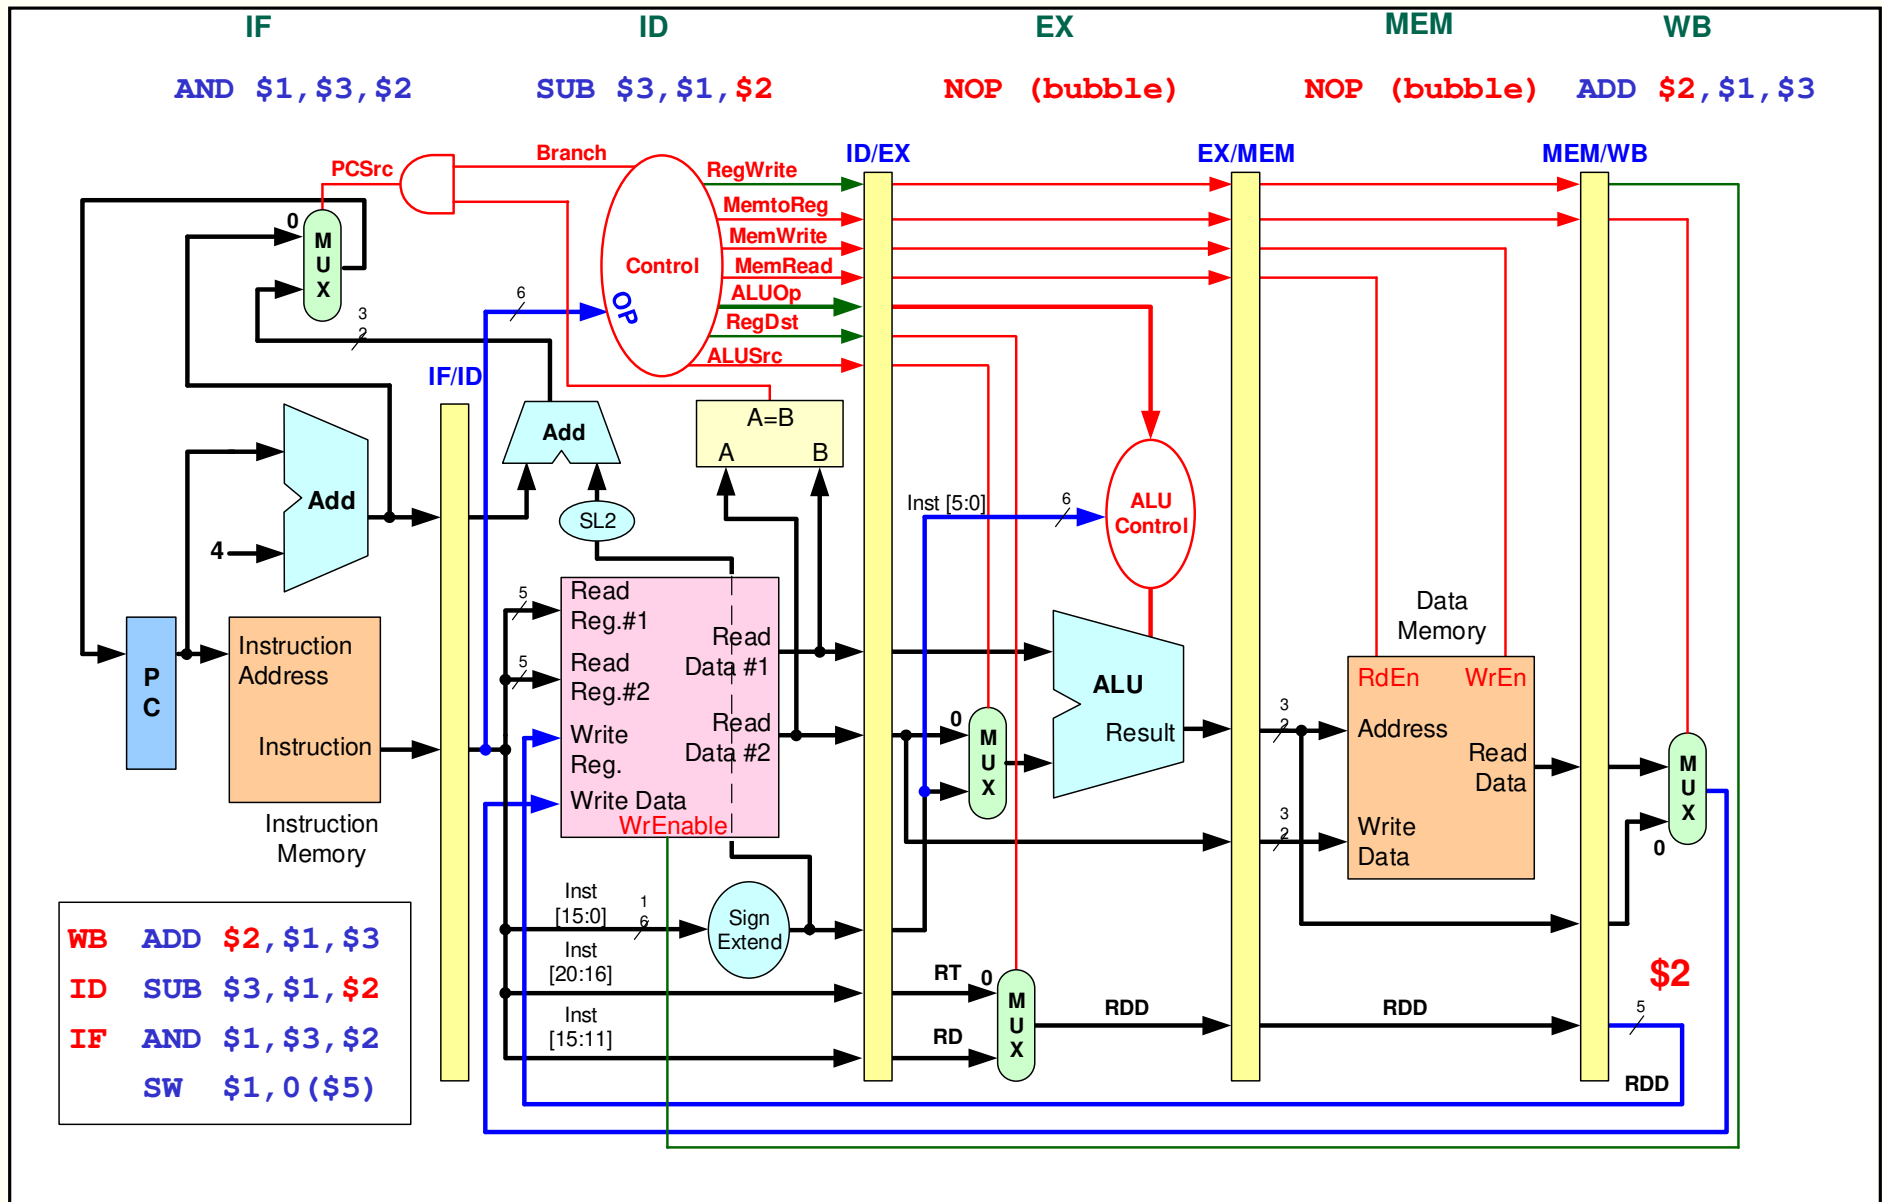 IF ID EX MEM WB
AND $1,$3,$2 SUB $3,$1,$2 NOP (bubble) NOP (bubble) ADD $2,$1,$3
ID/EX EX/MEM MEM/WB
PCSrc Branch RegWrite
MemtoReg
MemWrite
MemRead
ALUOp
RegDst
ALUSrc
Control
OP
0
M
U
X
6
3
2
IF/ID
Add
A=B
A B
Add
4
SL2
Inst [5:0]
6
ALU
Control
P
C
Instruction
Address
Instruction
Instruction
Memory
5
Read
Reg.#1
5
Read
Reg.#2
Write
Reg.
Write Data
WrEnable
Read
Data #1
Read
Data #2
0
M
U
X
ALU
Result
3
2
3
2
Data
Memory
RdEn WrEn
Address
Read
Data
Write
Data
M
U
X
0
Inst
[15:0]
1
6
Sign
Extend
Inst
[20:16]
Inst
[15:11]
RT
RD
0
M
U
X
RDD
RDD
$2
5
RDD
WB ADD $2,$1,$3
ID SUB $3,$1,$2
IF AND $1,$3,$2
SW $1,0($5)